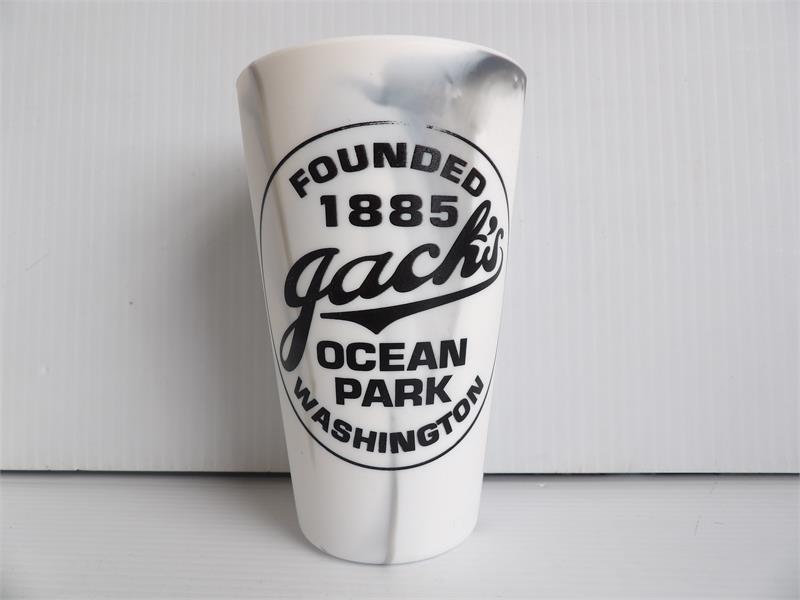 FOUNDED
1885
Jack's
OCEAN
PARK
WASHINGTON